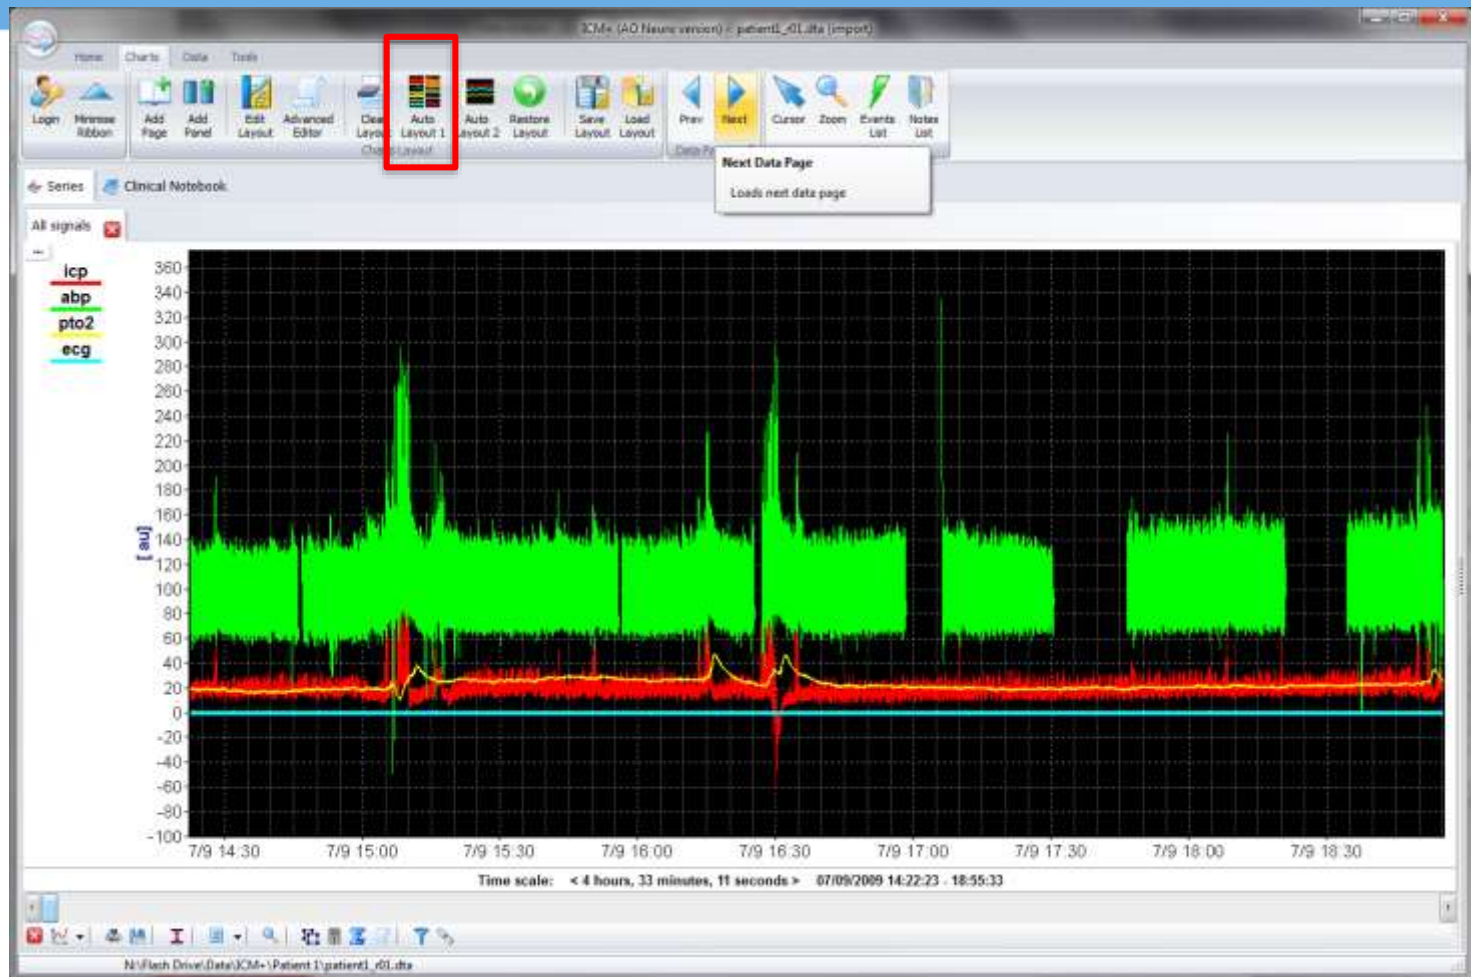 ICM+ (AO Neuro version) - patient1_r01.dta (import)
Home Charts Data Tools
Login Minimise Ribbon Add Page Add Panel Edit Layout Advanced Editor Clear Layout Auto Layout 1 Auto Layout 2 Restore Layout Save Layout Load Layout Prev Next Cursor Zoom Events List Notes List
Charts Layout
Next Data Page
Loads next data page
Series Clinical Notebook
All signals
icp
abp
pto2
ecg
[au]
360
340
320
300
280
260
240
220
200
180
160
140
120
100
80
60
40
20
0
-20
-40
-60
-80
-100
7/9 14:30 7/9 15:00 7/9 15:30 7/9 16:00 7/9 16:30 7/9 17:00 7/9 17:30 7/9 18:00 7/9 18:30
Time scale: < 4 hours, 33 minutes, 11 seconds > 07/09/2009 14:22:23 - 18:55:33
N:\Flash Drive\Data\ICM+\Patient 1\patient1_r01.dta